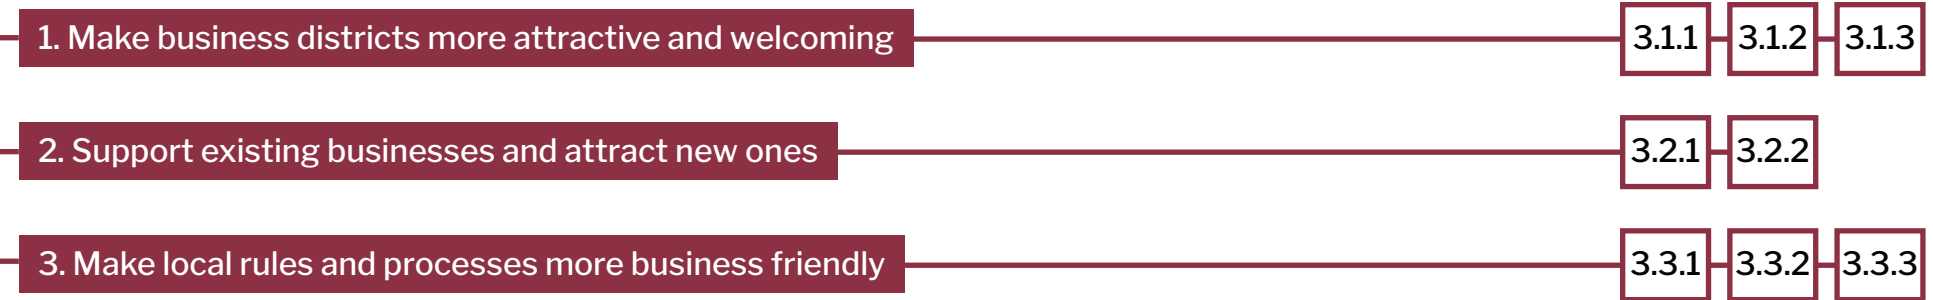 1. Make business districts more attractive and welcoming 3.1.1 3.1.2 3.1.3
2. Support existing businesses and attract new ones 3.2.1 3.2.2
3. Make local rules and processes more business friendly 3.3.1 3.3.2 3.3.3